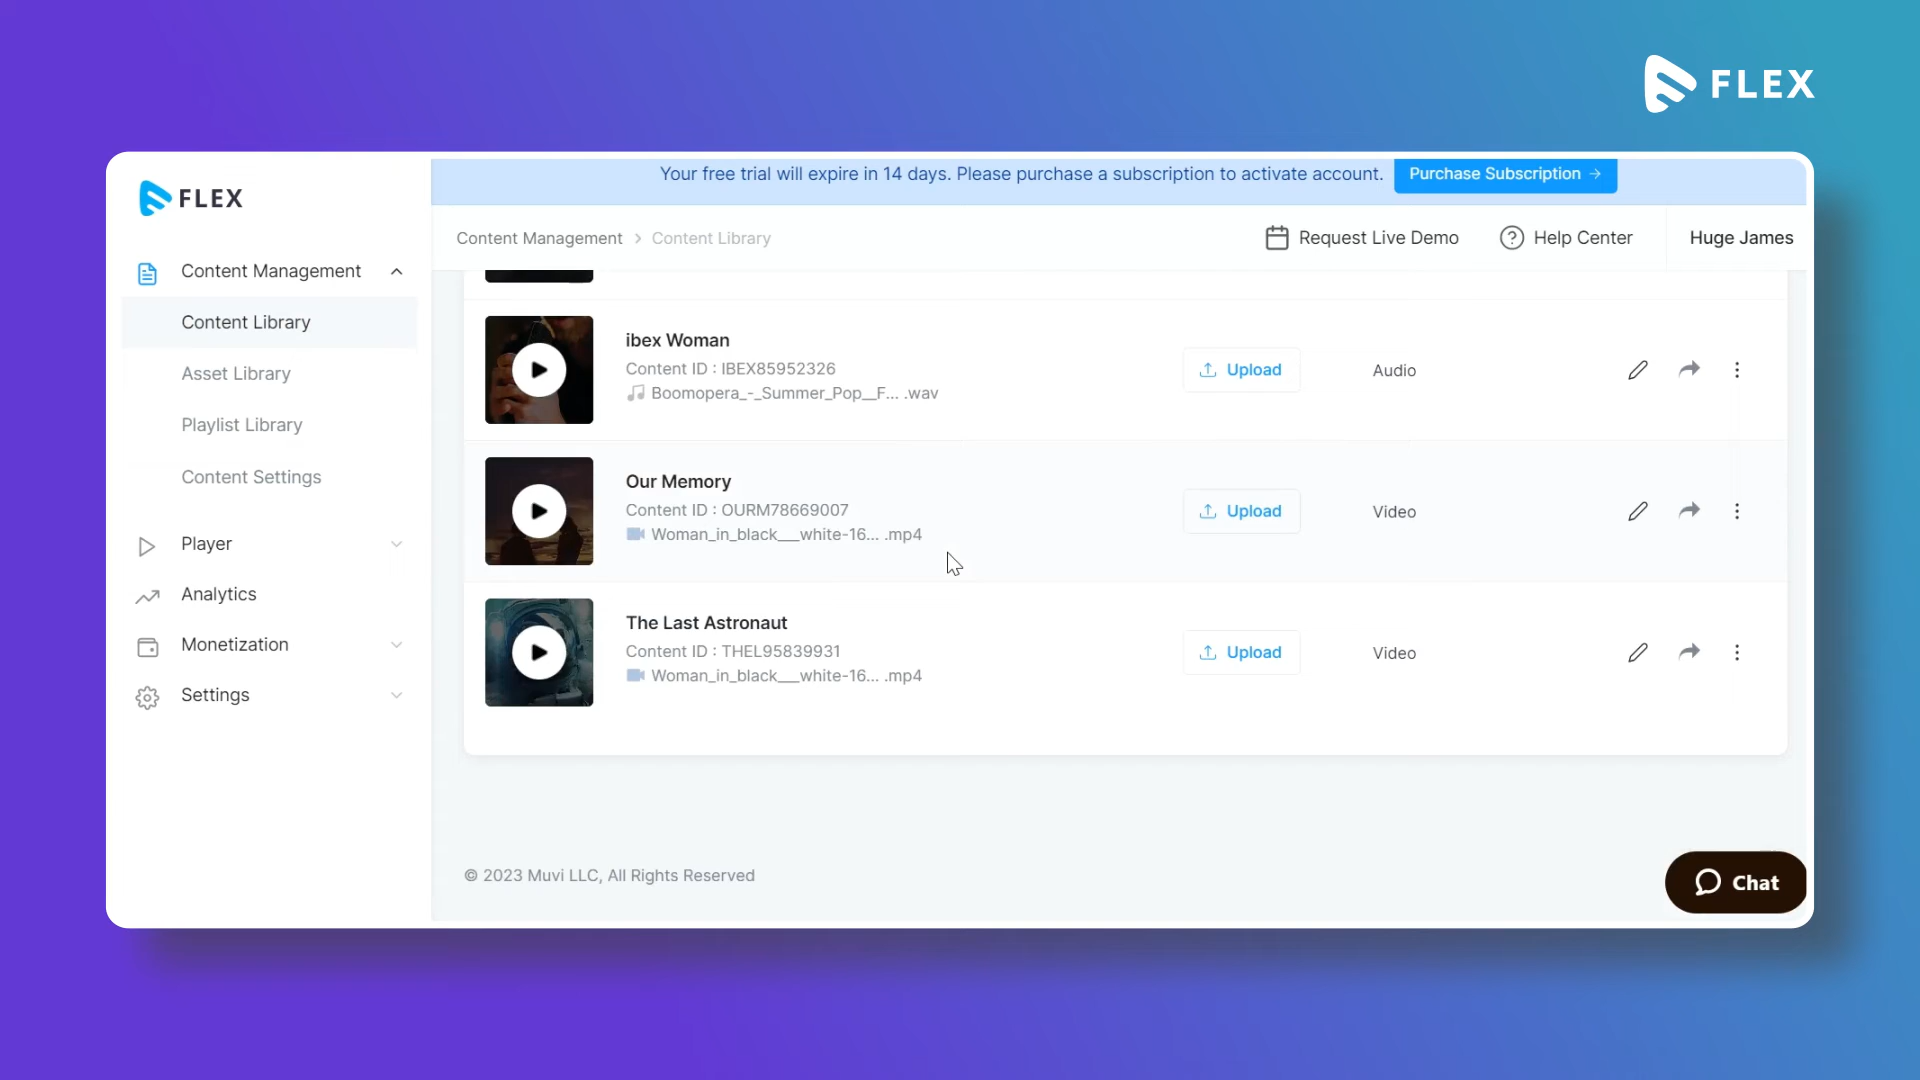 FLEX
FLEX
Your free trial will expire in 14 days. Please purchase a subscription to activate account.
Purchase Subscription →
Content Management > Content Library
Request Live Demo
Help Center
Huge James
Content Management
Content Library
Asset Library
Playlist Library
Content Settings
Player
Analytics
Monetization
Settings
ibex Woman
Content ID : IBEX85952326
Boomopera_-_Summer_Pop__F... .wav
Upload
Audio
Our Memory
Content ID : OURM78669007
Woman_in_black___white-16... .mp4
Upload
Video
The Last Astronaut
Content ID : THEL95839931
Woman_in_black___white-16... .mp4
Upload
Video
© 2023 Muvi LLC, All Rights Reserved
Chat